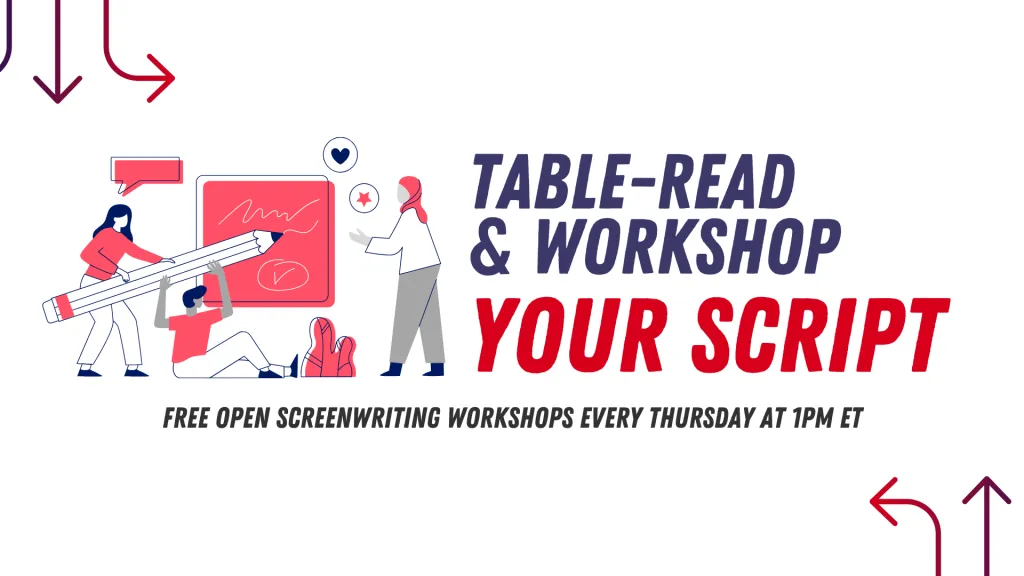 TABLE-READ
& WORKSHOP
YOUR SCRIPT
FREE OPEN SCREENWRITING WORKSHOPS EVERY THURSDAY AT 1PM ET